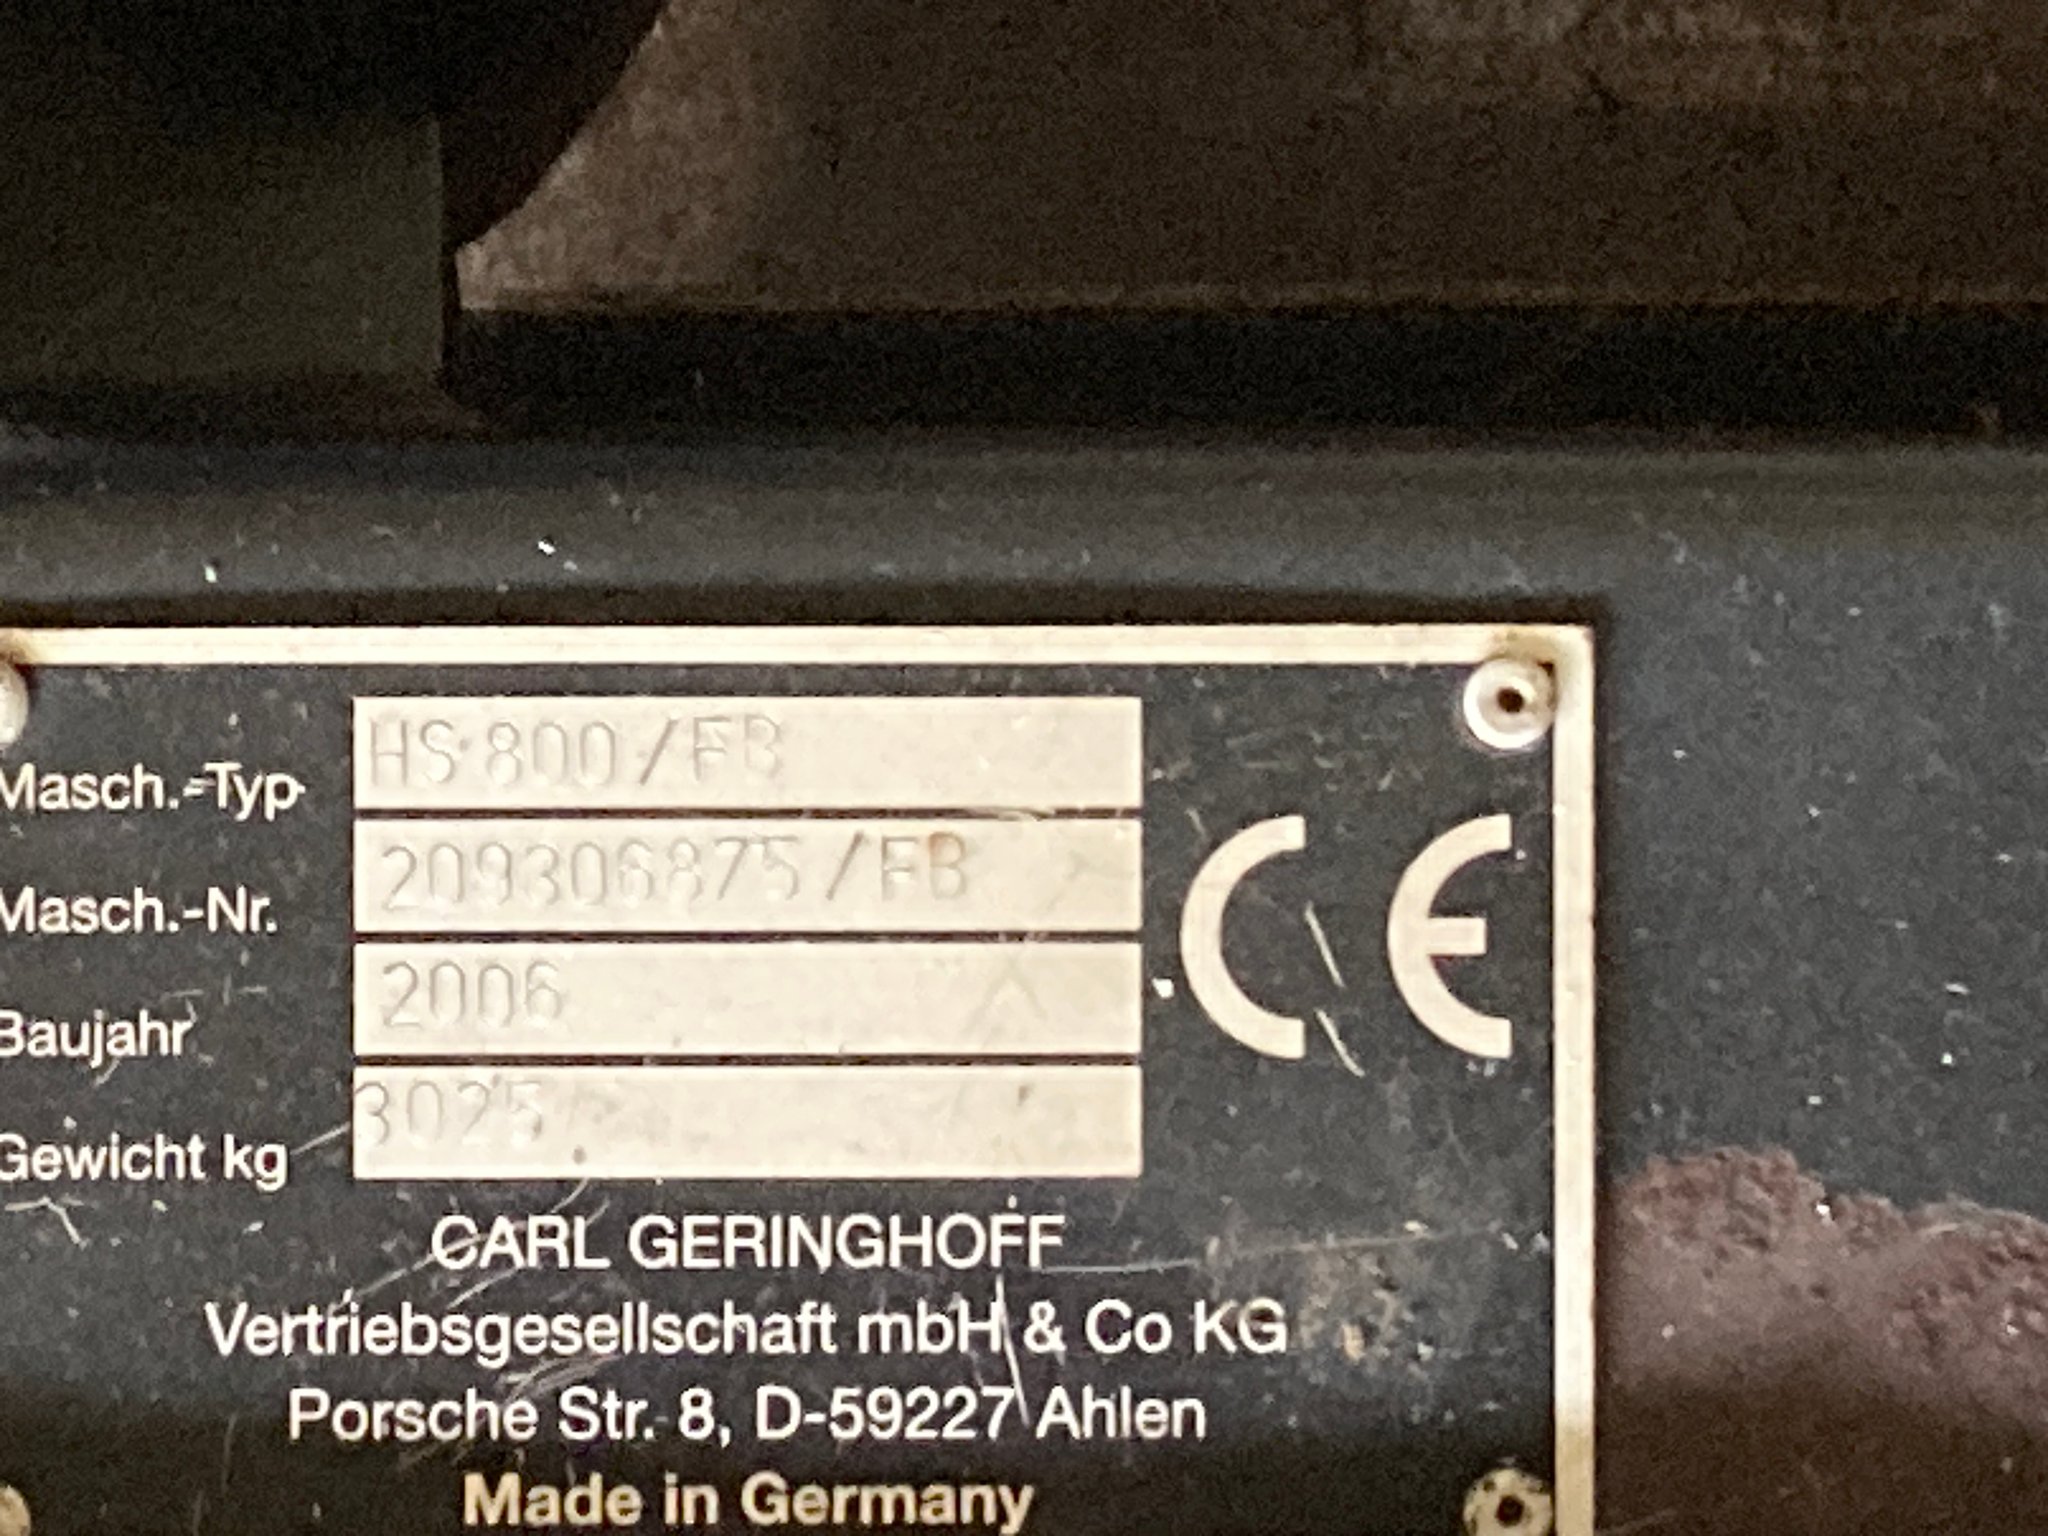 Masch.-Typ HS 800/FB
Masch.-Nr. 209306875/FB
Baujahr 2006
Gewicht kg 3025
CE
CARL GERINGHOFF
Vertriebsgesellschaft mbH & Co KG
Porsche Str. 8, D-59227 Ahlen
Made in Germany